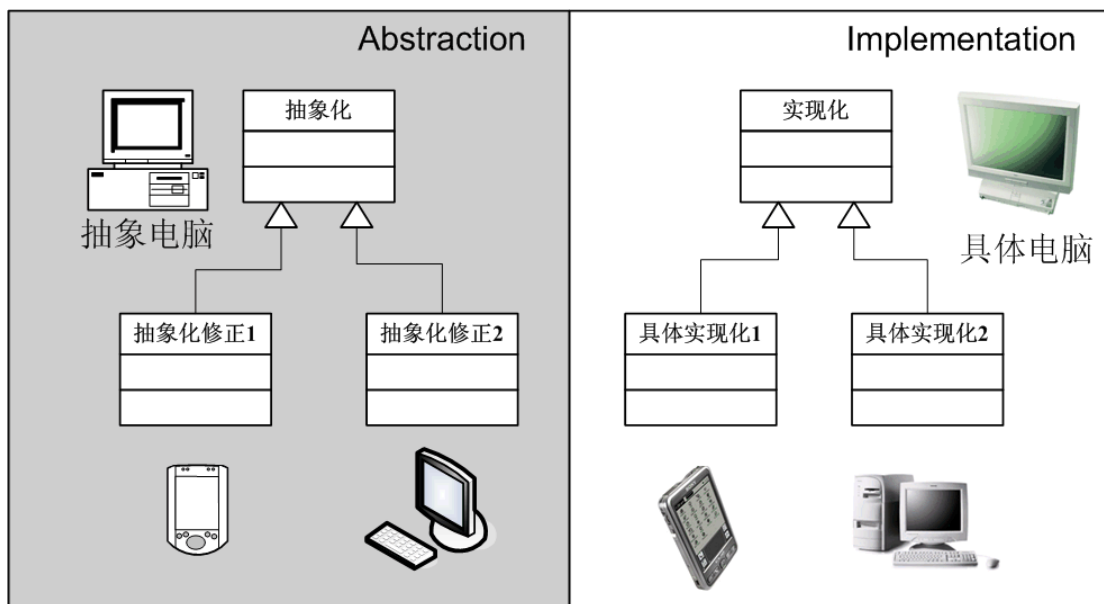 Abstraction
抽象化
抽象电脑
抽象化修正1
抽象化修正2
Implementation
实现化
具体电脑
具体实现化1
具体实现化2